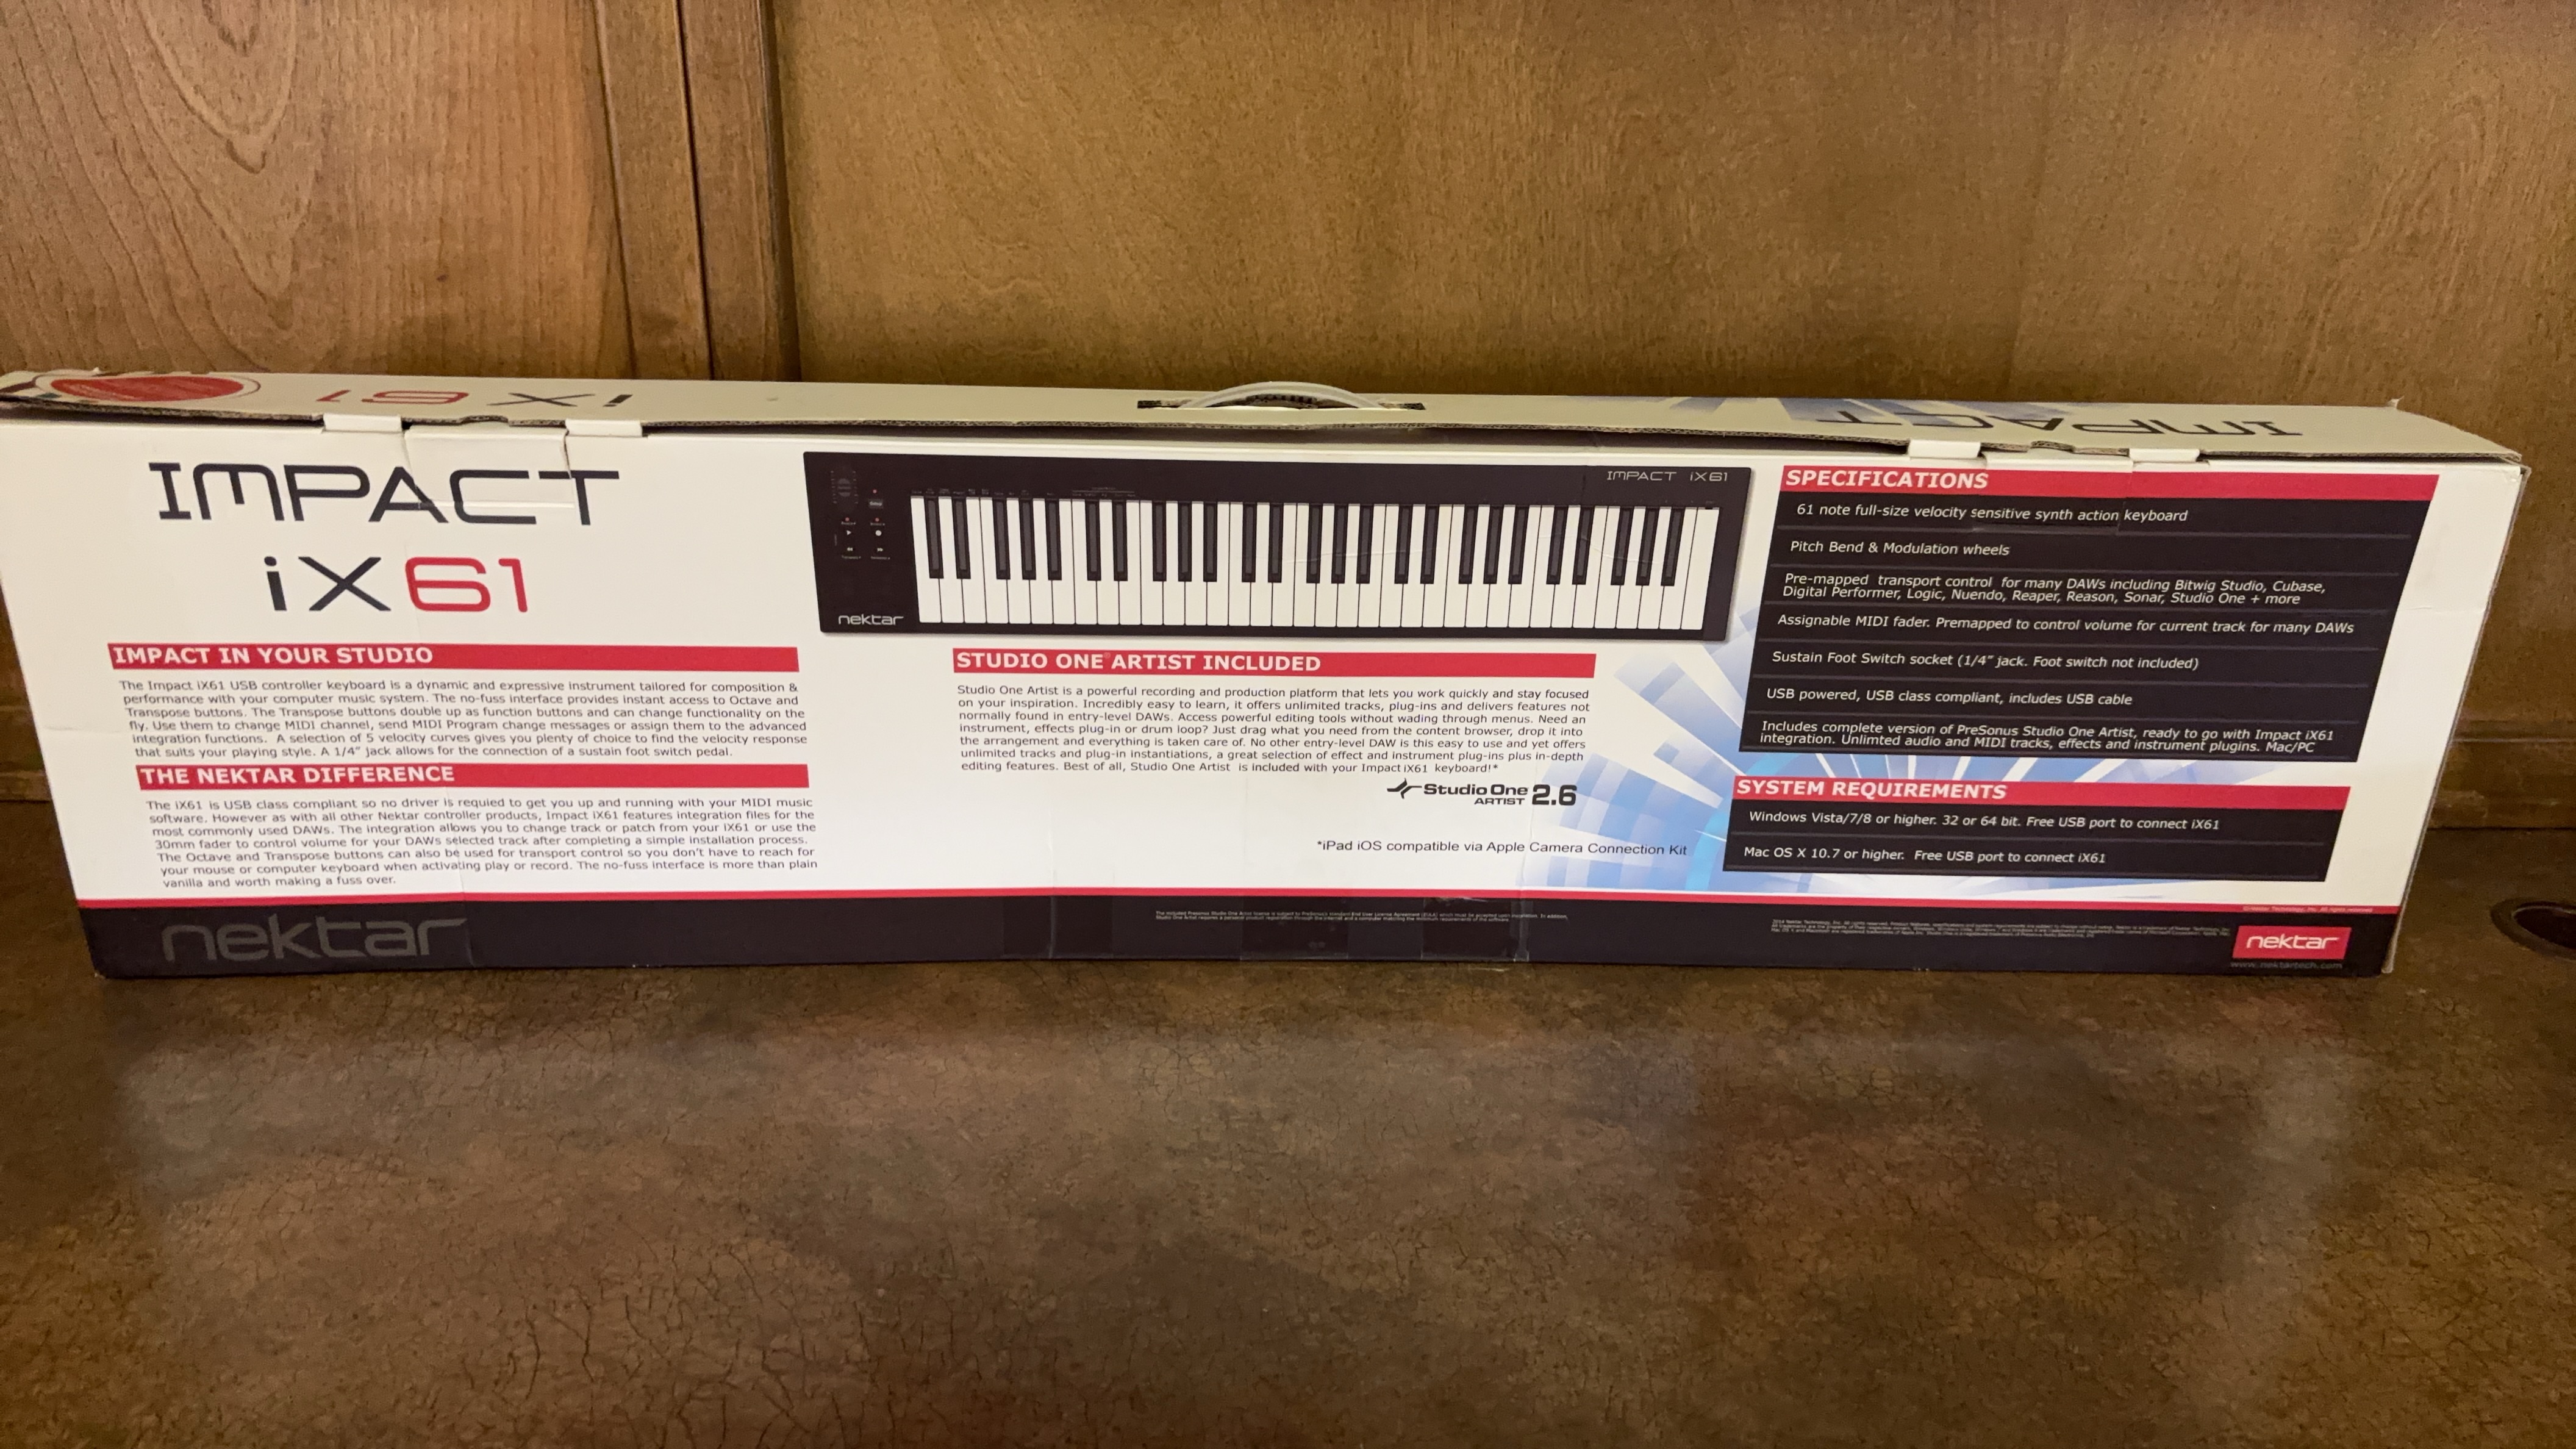 iX61
IMPACT
IMPACT
iX61
IMPACT iX61
nektar
IMPACT IN YOUR STUDIO
The Impact iX61 USB controller keyboard is a dynamic and expressive instrument tailored for composition &
performance with your computer music system. The no-fuss interface provides instant access to Octave and
Transpose buttons. The Transpose buttons double up as function buttons and can change functionality on the
fly. Use them to change MIDI channel, send MIDI Program change messages or assign them to the advanced
integration functions. A selection of 5 velocity curves gives you plenty of choice to find the velocity response
that suits your playing style. A 1/4" jack allows for the connection of a sustain foot switch pedal.
THE NEKTAR DIFFERENCE
The iX61 is USB class compliant so no driver is requied to get you up and running with your MIDI music
software. However as with all other Nektar controller products, Impact iX61 features integration files for the
most commonly used DAWs. The integration allows you to change track or patch from your iX61 or use the
30mm fader to control volume for your DAWs selected track after completing a simple installation process.
The Octave and Transpose buttons can also be used for transport control so you don't have to reach for
your mouse or computer keyboard when activating play or record. The no-fuss interface is more than plain
vanilla and worth making a fuss over.
STUDIO ONE ARTIST INCLUDED
Studio One Artist is a powerful recording and production platform that lets you work quickly and stay focused
on your inspiration. Incredibly easy to learn, it offers unlimited tracks, plug-ins and delivers features not
normally found in entry-level DAWs. Access powerful editing tools without wading through menus. Need an
instrument, effects plug-in or drum loop? Just drag what you need from the content browser, drop it into
the arrangement and everything is taken care of. No other entry-level DAW is this easy to use and yet offers
unlimited tracks and plug-in instantiations, a great selection of effect and instrument plug-ins plus in-depth
editing features. Best of all, Studio One Artist is included with your Impact iX61 keyboard!*
Studio One 2.6
ARTIST
*iPad iOS compatible via Apple Camera Connection Kit
SPECIFICATIONS
61 note full-size velocity sensitive synth action keyboard
Pitch Bend & Modulation wheels
Pre-mapped transport control for many DAWs including Bitwig Studio, Cubase,
Digital Performer, Logic, Nuendo, Reaper, Reason, Sonar, Studio One + more
Assignable MIDI fader. Premapped to control volume for current track for many DAWs
Sustain Foot Switch socket (1/4" jack. Foot switch not included)
USB powered, USB class compliant, includes USB cable
Includes complete version of PreSonus Studio One Artist, ready to go with Impact iX61
integration. Unlimted audio and MIDI tracks, effects and instrument plugins. Mac/PC
SYSTEM REQUIREMENTS
Windows Vista/7/8 or higher. 32 or 64 bit. Free USB port to connect iX61
Mac OS X 10.7 or higher. Free USB port to connect iX61
nektar
nektar
www.nektartech.com